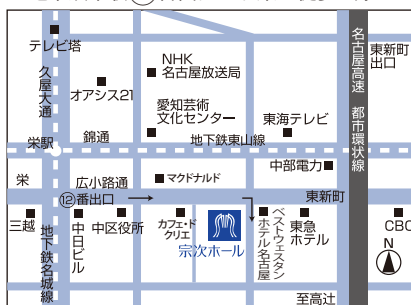 テレビ塔
久屋大通
オアシス21
NHK
名古屋放送局
愛知芸術
文化センター
東海テレビ
名古屋高速 都市環状線
東新町
出口
栄駅
錦通
地下鉄東山線
中部電力
栄
広小路通
マクドナルド
東新町
⑫番出口
三越
地下鉄名城線
中日ビル
中区役所
カフェ・ド
クリエ
宗次ホール
ベストウェスタン
ホテル名古屋
東急
ホテル
CBC
N
至高辻